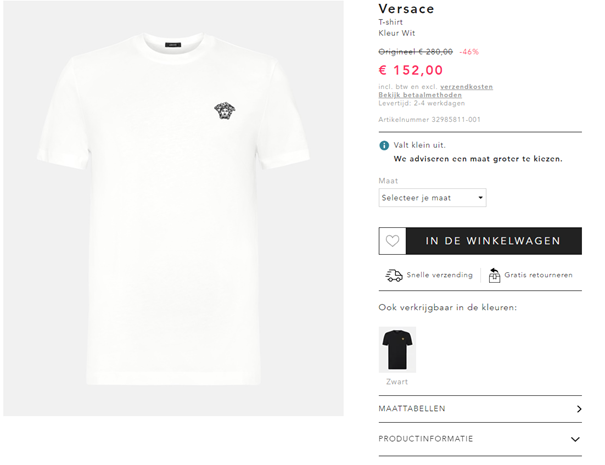 Versace
T-shirt
Kleur Wit
Origineel € 280,00 -46%
€ 152,00
incl. btw en excl. verzendkosten
Bekijk betaalmethoden
Levertijd: 2-4 werkdagen
Artikelnummer 32985811-001
Valt klein uit.
We adviseren een maat groter te kiezen.
Maat
Selecteer je maat
IN DE WINKELWAGEN
Snelle verzending
Gratis retourneren
Ook verkrijgbaar in de kleuren:
Zwart
MAATTABELLEN
PRODUCTINFORMATIE